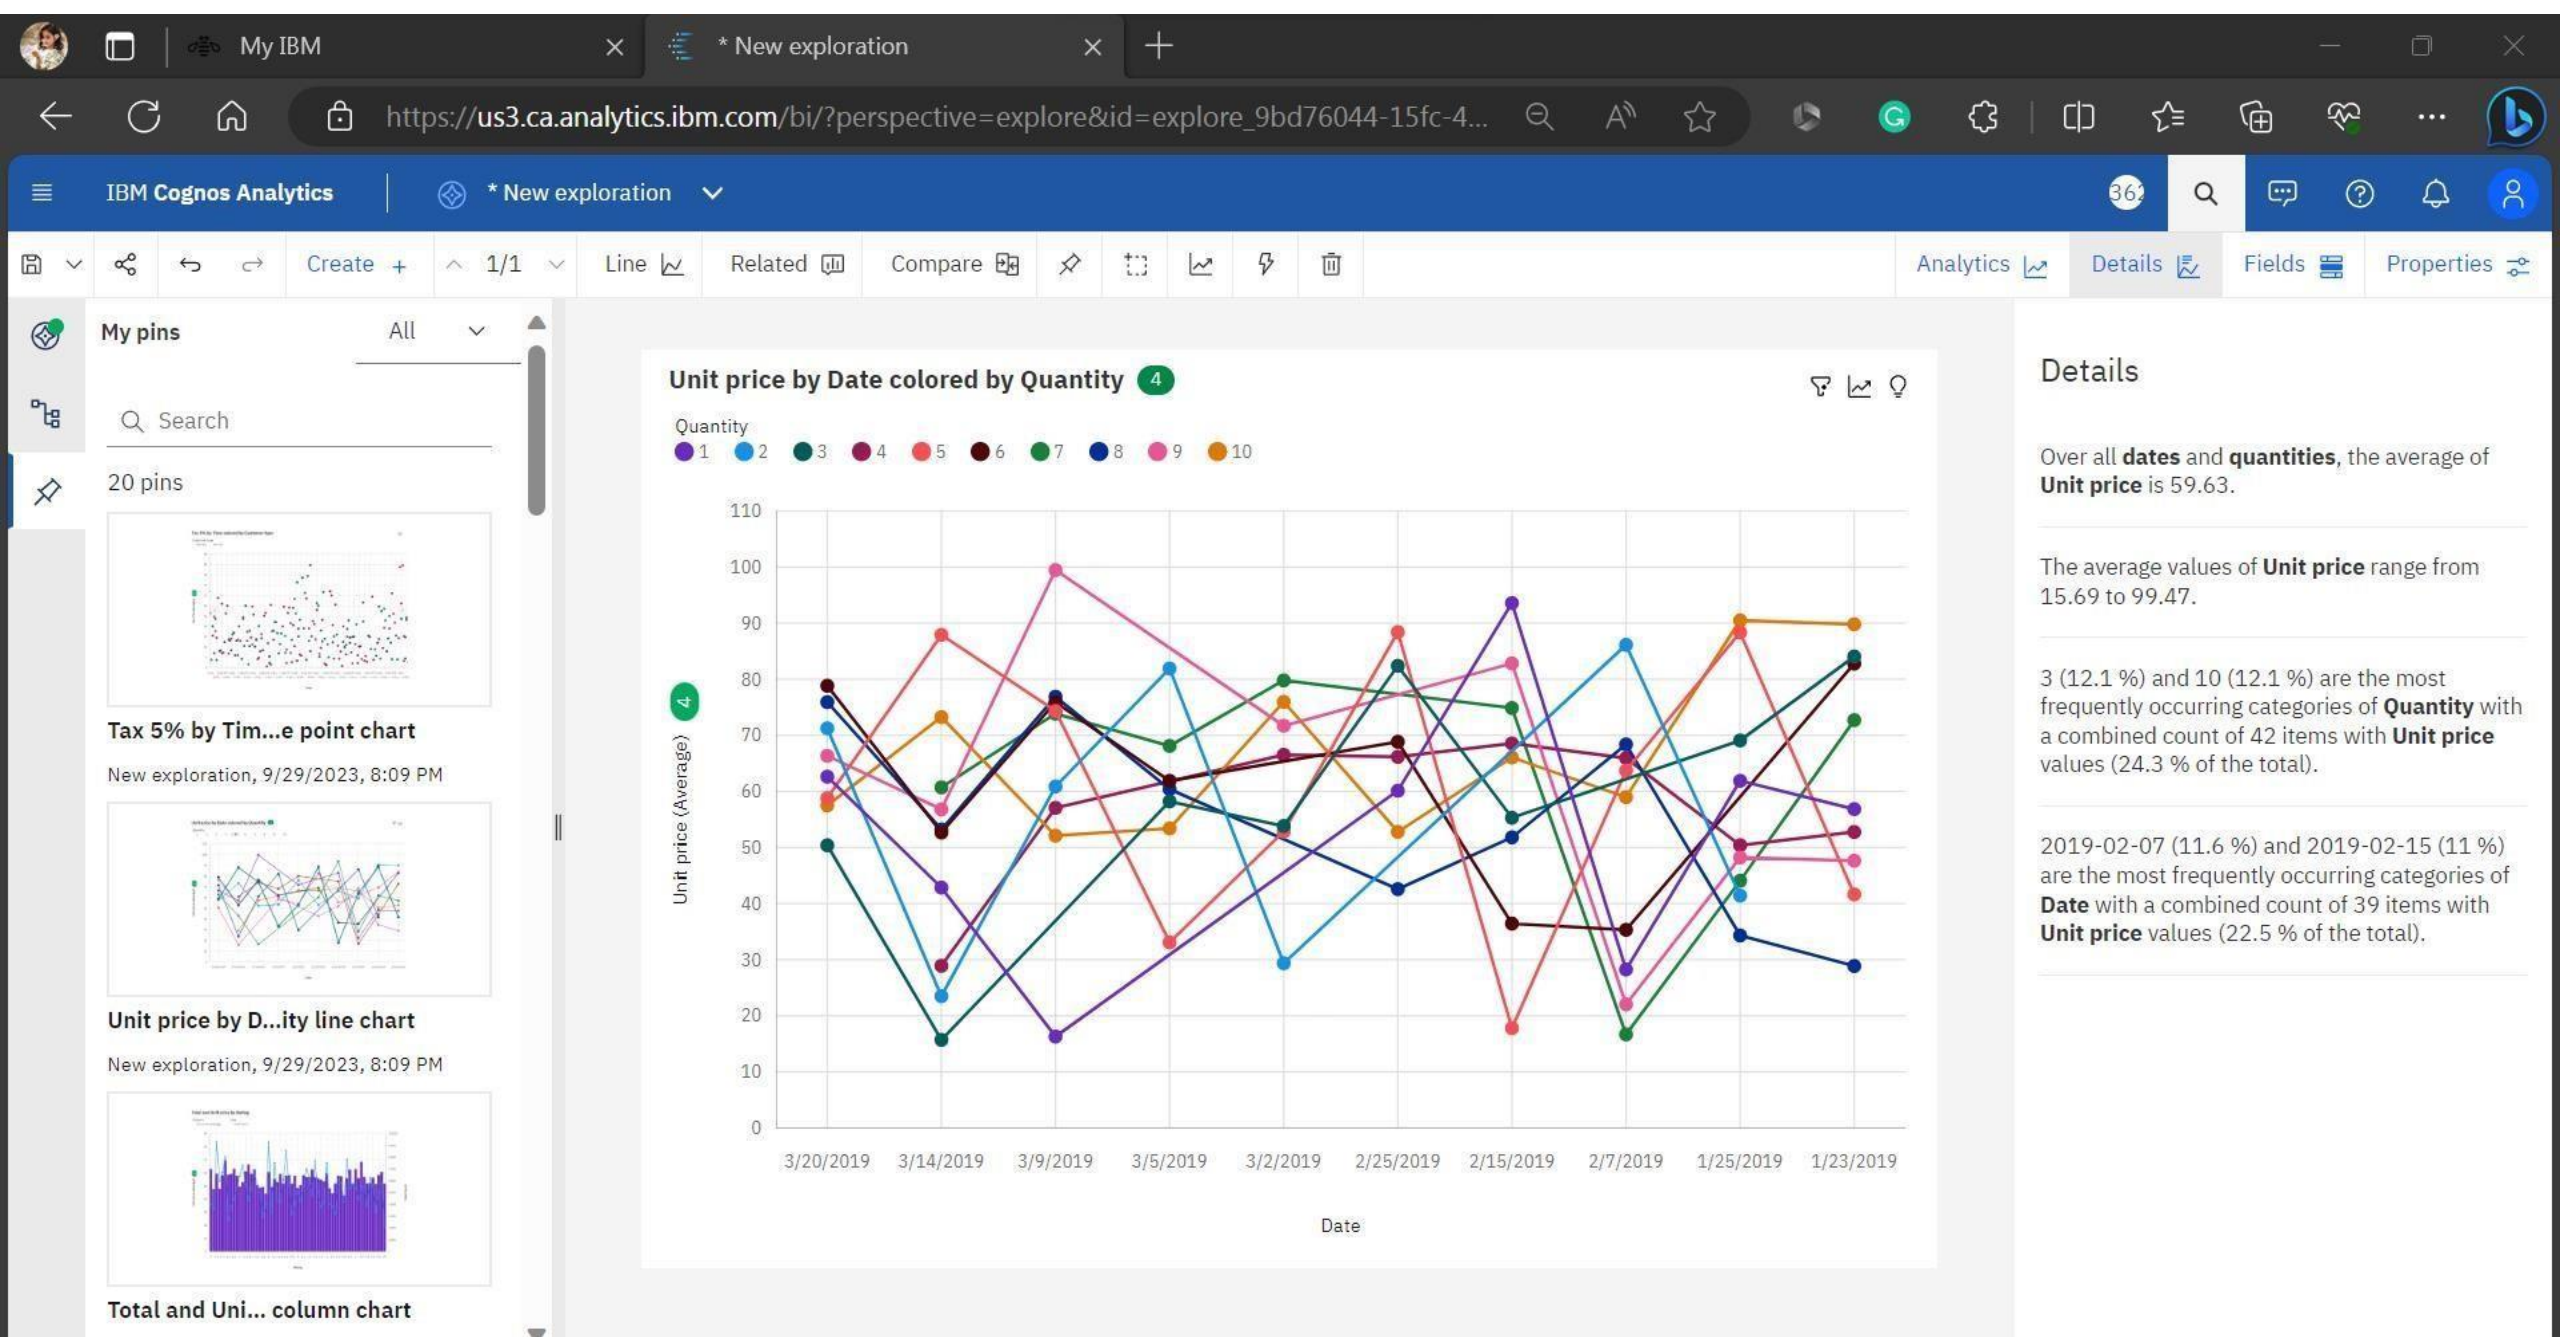 My IBM
* New exploration
https://us3.ca.analytics.ibm.com/bi/?perspective=explore&id=explore_9bd76044-15fc-4...
IBM Cognos Analytics
* New exploration
Create +
1/1
Line
Related
Compare
Analytics
Details
Fields
Properties
My pins
All
Search
20 pins
Tax 5% by Tim...e point chart
New exploration, 9/29/2023, 8:09 PM
Unit price by D...ity line chart
New exploration, 9/29/2023, 8:09 PM
Total and Uni... column chart
Unit price by Date colored by Quantity 4
Quantity
1 2 3 4 5 6 7 8 9 10
4
Unit price (Average)
110
100
90
80
70
60
50
40
30
20
10
0
3/20/2019 3/14/2019 3/9/2019 3/5/2019 3/2/2019 2/25/2019 2/15/2019 2/7/2019 1/25/2019 1/23/2019
Date
Details
Over all dates and quantities, the average of
Unit price is 59.63.
The average values of Unit price range from
15.69 to 99.47.
3 (12.1 %) and 10 (12.1 %) are the most
frequently occurring categories of Quantity with
a combined count of 42 items with Unit price
values (24.3 % of the total).
2019-02-07 (11.6 %) and 2019-02-15 (11 %)
are the most frequently occurring categories of
Date with a combined count of 39 items with
Unit price values (22.5 % of the total).